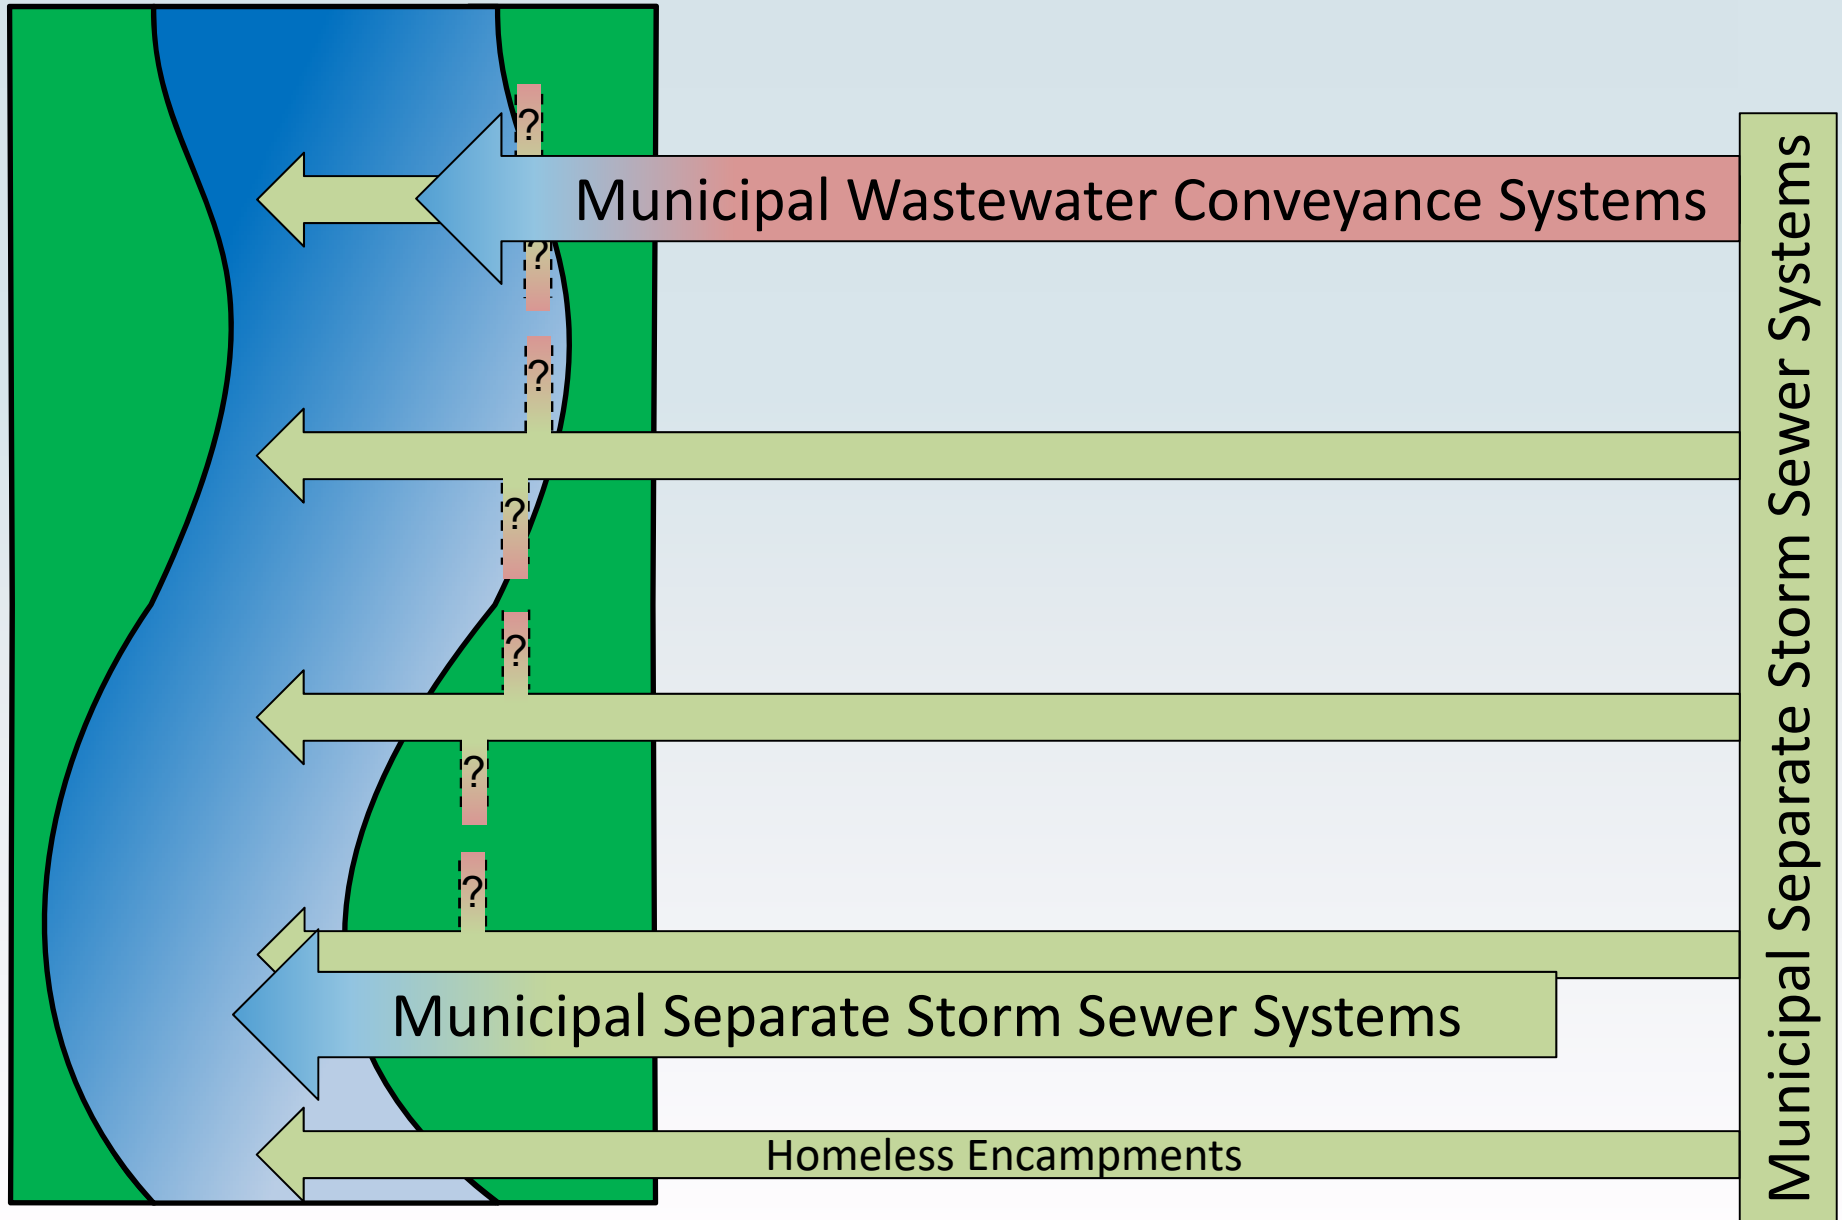 ?
Municipal Wastewater Conveyance Systems
?
?
?
?
?
?
Municipal Separate Storm Sewer Systems
Homeless Encampments
Municipal Separate Storm Sewer Systems